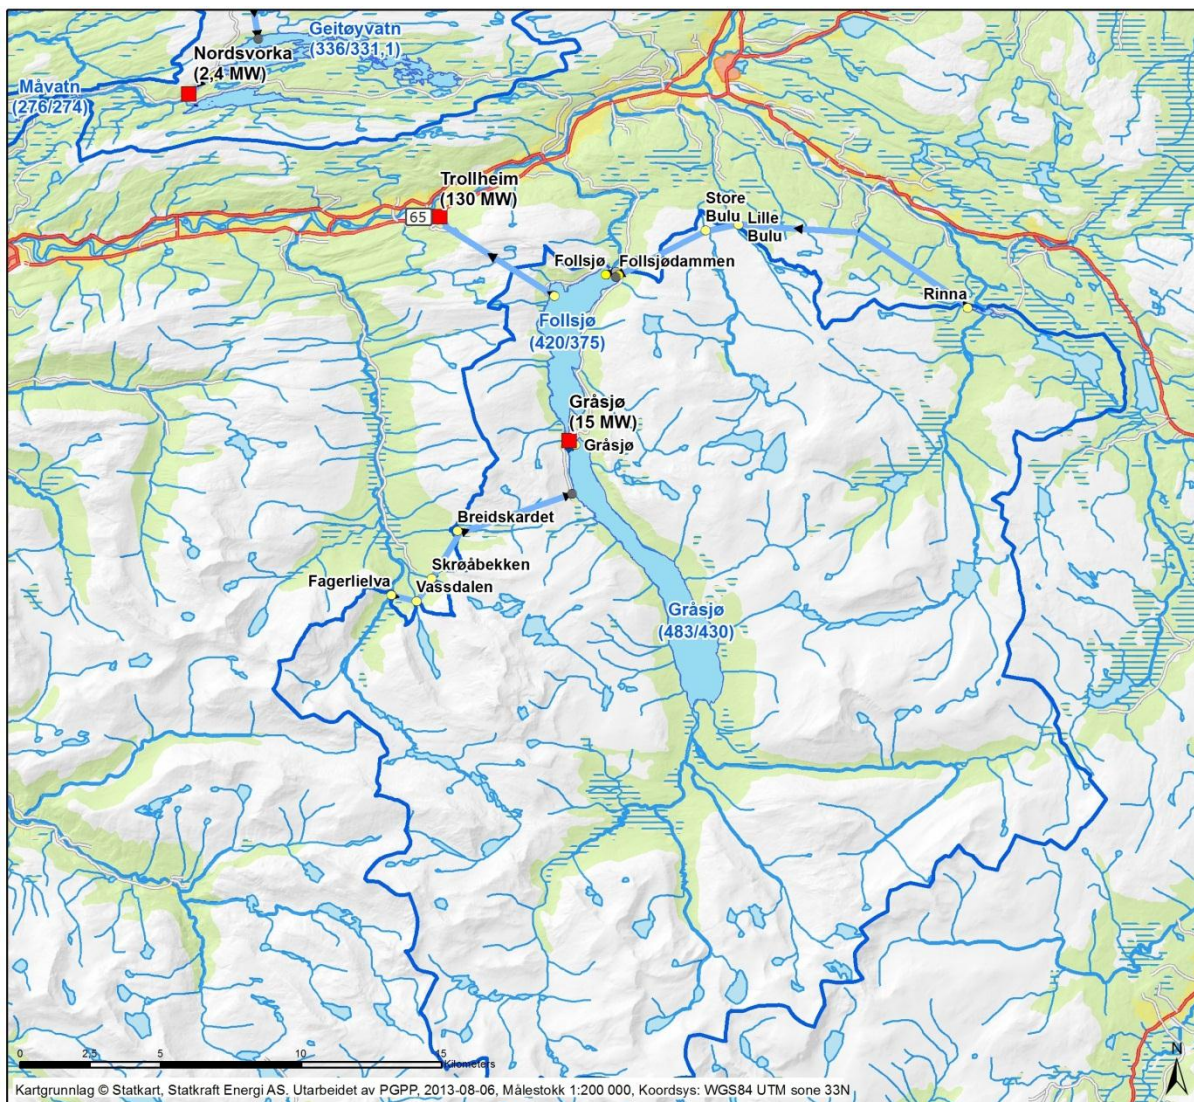 Geitøyvatn
(336/331,1)
Nordsvorka
(2,4 MW)
Måvatn
(276/274)
Trollheim
(130 MW)
65
Store
Bulu
Lille
Bulu
Follsjø
Follsjødammen
Rinna
Follsjø
(420/375)
Gråsjø
(15 MW)
Gråsjø
Breidskardet
Skrøåbekken
Fagerlielva
Vassdalen
Gråsjø
(483/430)
0 2,5 5 10 15
Kilometers
N
Kartgrunnlag © Statkart, Statkraft Energi AS. Utarbeidet av PGPP, 2013-08-06, Målestokk 1:200 000, Koordsys: WGS84 UTM sone 33N